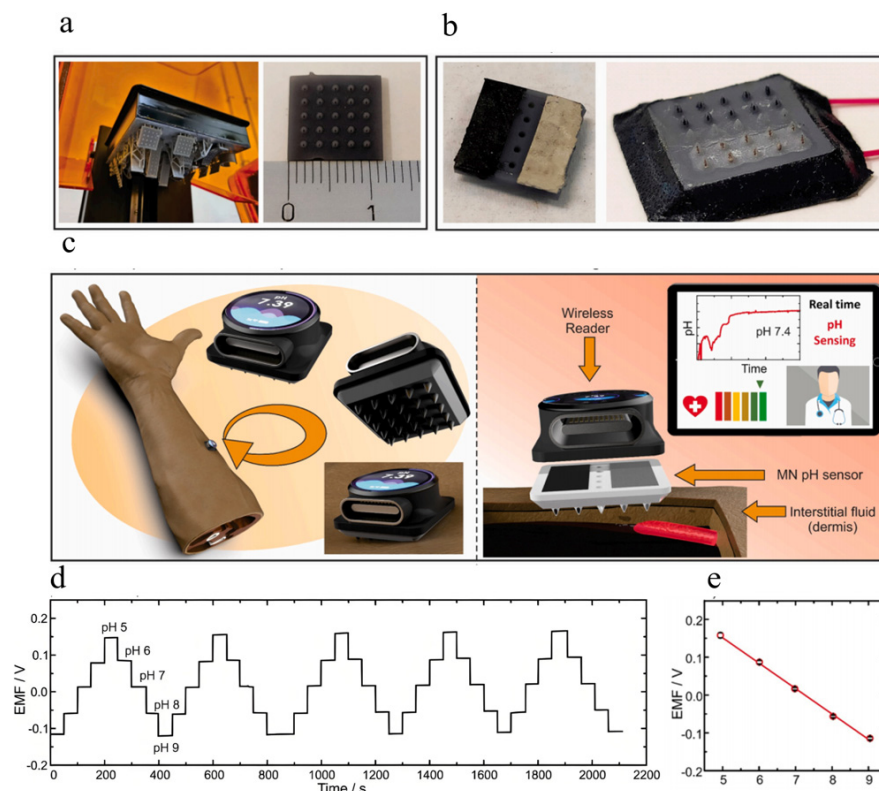 a
b
0 1
c
pH
7.39
7.39
Wireless
Reader
pH
pH 7.4
Time
Real time
pH
Sensing
MN pH sensor
Interstitial fluid
(dermis)
d
EMF / V
0.2
0.1
0.0
-0.1
-0.2
pH 5
pH 6
pH 7
pH 8
pH 9
0 200 400 600 800 1000 1200 1400 1600 1800 2000 2200
Time / s
e
EMF / V
0.2
0.1
0.0
-0.1
-0.2
5 6 7 8 9